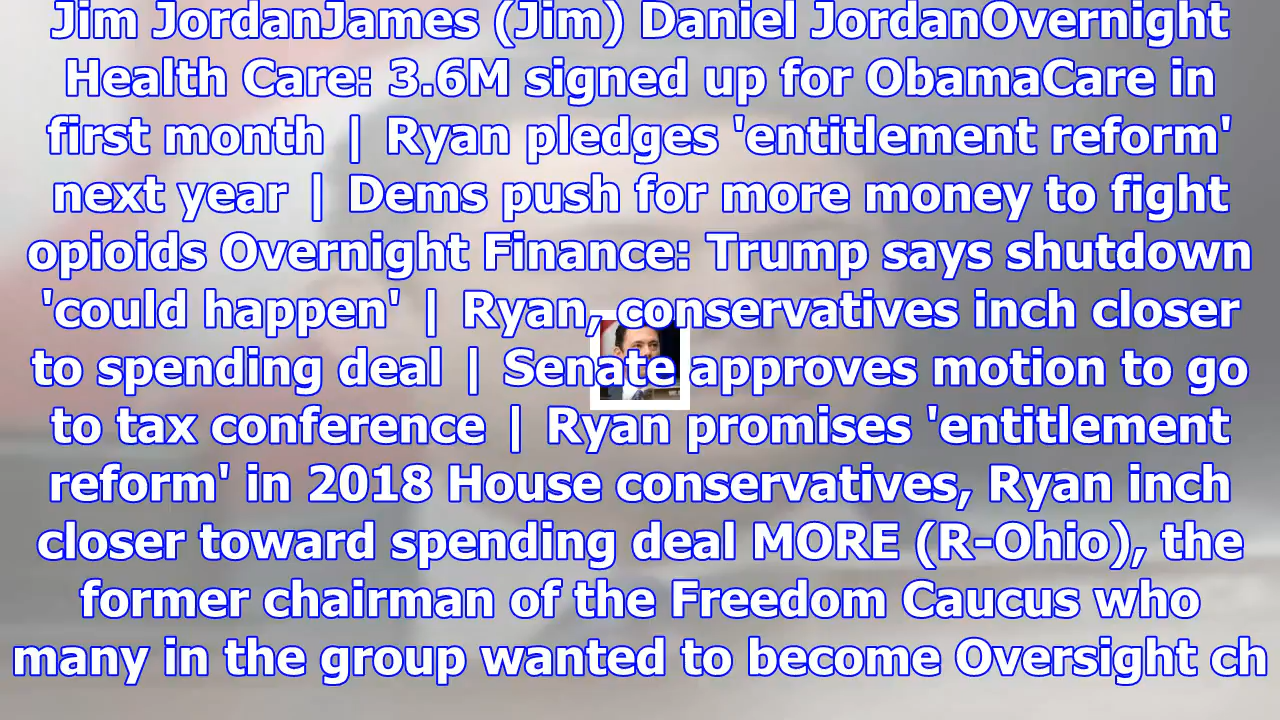 Jim JordanJames (Jim) Daniel JordanOvernight
Health Care: 3.6M signed up for ObamaCare in
first month | Ryan pledges 'entitlement reform'
next year | Dems push for more money to fight
opioids Overnight Finance: Trump says shutdown
'could happen' | Ryan, conservatives inch closer
to spending deal | Senate approves motion to go
to tax conference | Ryan promises 'entitlement
reform' in 2018 House conservatives, Ryan inch
closer toward spending deal MORE (R-Ohio), the
former chairman of the Freedom Caucus who
many in the group wanted to become Oversight ch